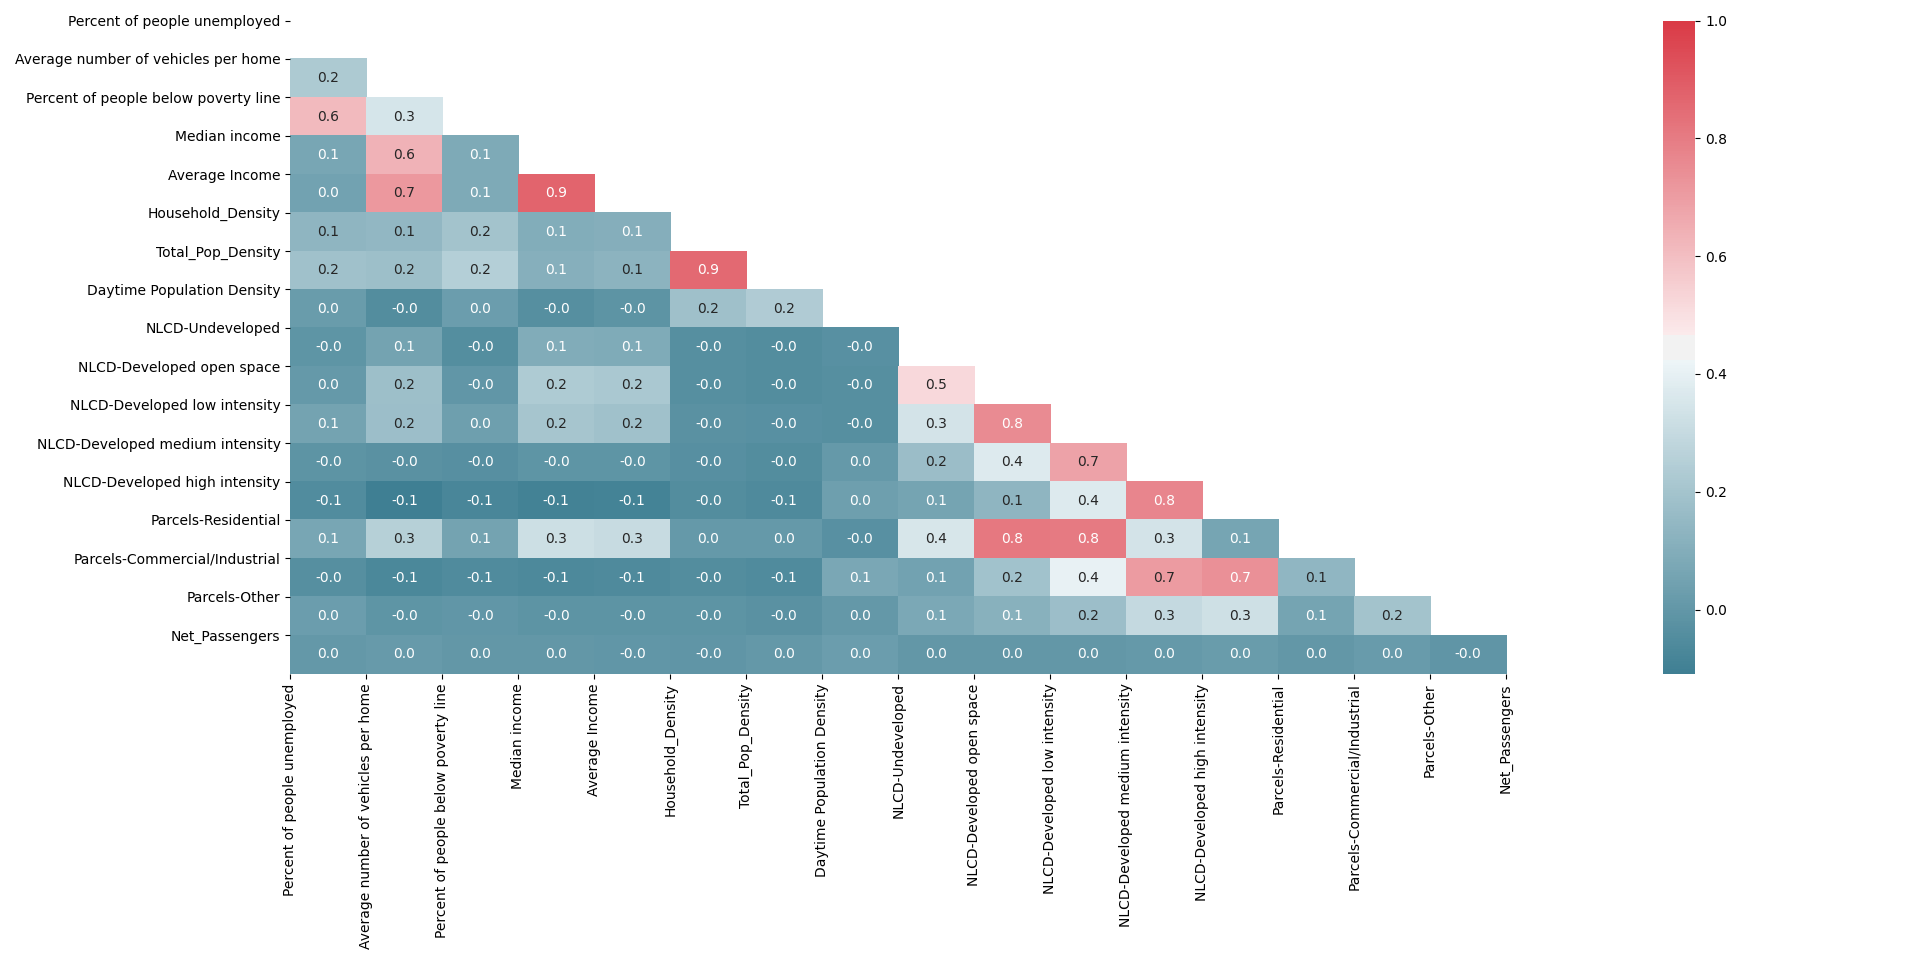 Percent of people unemployed
1.0
Average number of vehicles per home
0.2
Percent of people below poverty line
0.6 0.3
Median income
0.8
0.1 0.6 0.1
Average Income
0.0 0.7 0.1 0.9
Household_Density
0.1 0.1 0.2 0.1 0.1
Total_Pop_Density
0.6
0.2 0.2 0.2 0.1 0.1 0.9
Daytime Population Density
0.0 -0.0 0.0 -0.0 -0.0 0.2 0.2
NLCD-Undeveloped
-0.0 0.1 -0.0 0.1 0.1 -0.0 -0.0 -0.0
NLCD-Developed open space
0.4
0.0 0.2 -0.0 0.2 0.2 -0.0 -0.0 -0.0 0.5
NLCD-Developed low intensity
0.1 0.2 0.0 0.2 0.2 -0.0 -0.0 -0.0 0.3 0.8
NLCD-Developed medium intensity
-0.0 -0.0 -0.0 -0.0 -0.0 -0.0 -0.0 0.0 0.2 0.4 0.7
NLCD-Developed high intensity
0.2
-0.1 -0.1 -0.1 -0.1 -0.1 -0.0 -0.1 0.0 0.1 0.1 0.4 0.8
Parcels-Residential
0.1 0.3 0.1 0.3 0.3 0.0 0.0 -0.0 0.4 0.8 0.8 0.3 0.1
Parcels-Commercial/Industrial
-0.0 -0.1 -0.1 -0.1 -0.1 -0.0 -0.1 0.1 0.1 0.2 0.4 0.7 0.7 0.1
Parcels-Other
0.0
0.0 -0.0 -0.0 -0.0 -0.0 -0.0 -0.0 0.0 0.1 0.1 0.2 0.3 0.3 0.1 0.2
Net_Passengers
0.0 0.0 0.0 0.0 -0.0 -0.0 0.0 0.0 0.0 0.0 0.0 0.0 0.0 0.0 0.0 -0.0
Percent of people unemployed
Average number of vehicles per home
Percent of people below poverty line
Median income
Average Income
Household_Density
Total_Pop_Density
Daytime Population Density
NLCD-Undeveloped
NLCD-Developed open space
NLCD-Developed low intensity
NLCD-Developed medium intensity
NLCD-Developed high intensity
Parcels-Residential
Parcels-Commercial/Industrial
Parcels-Other
Net_Passengers